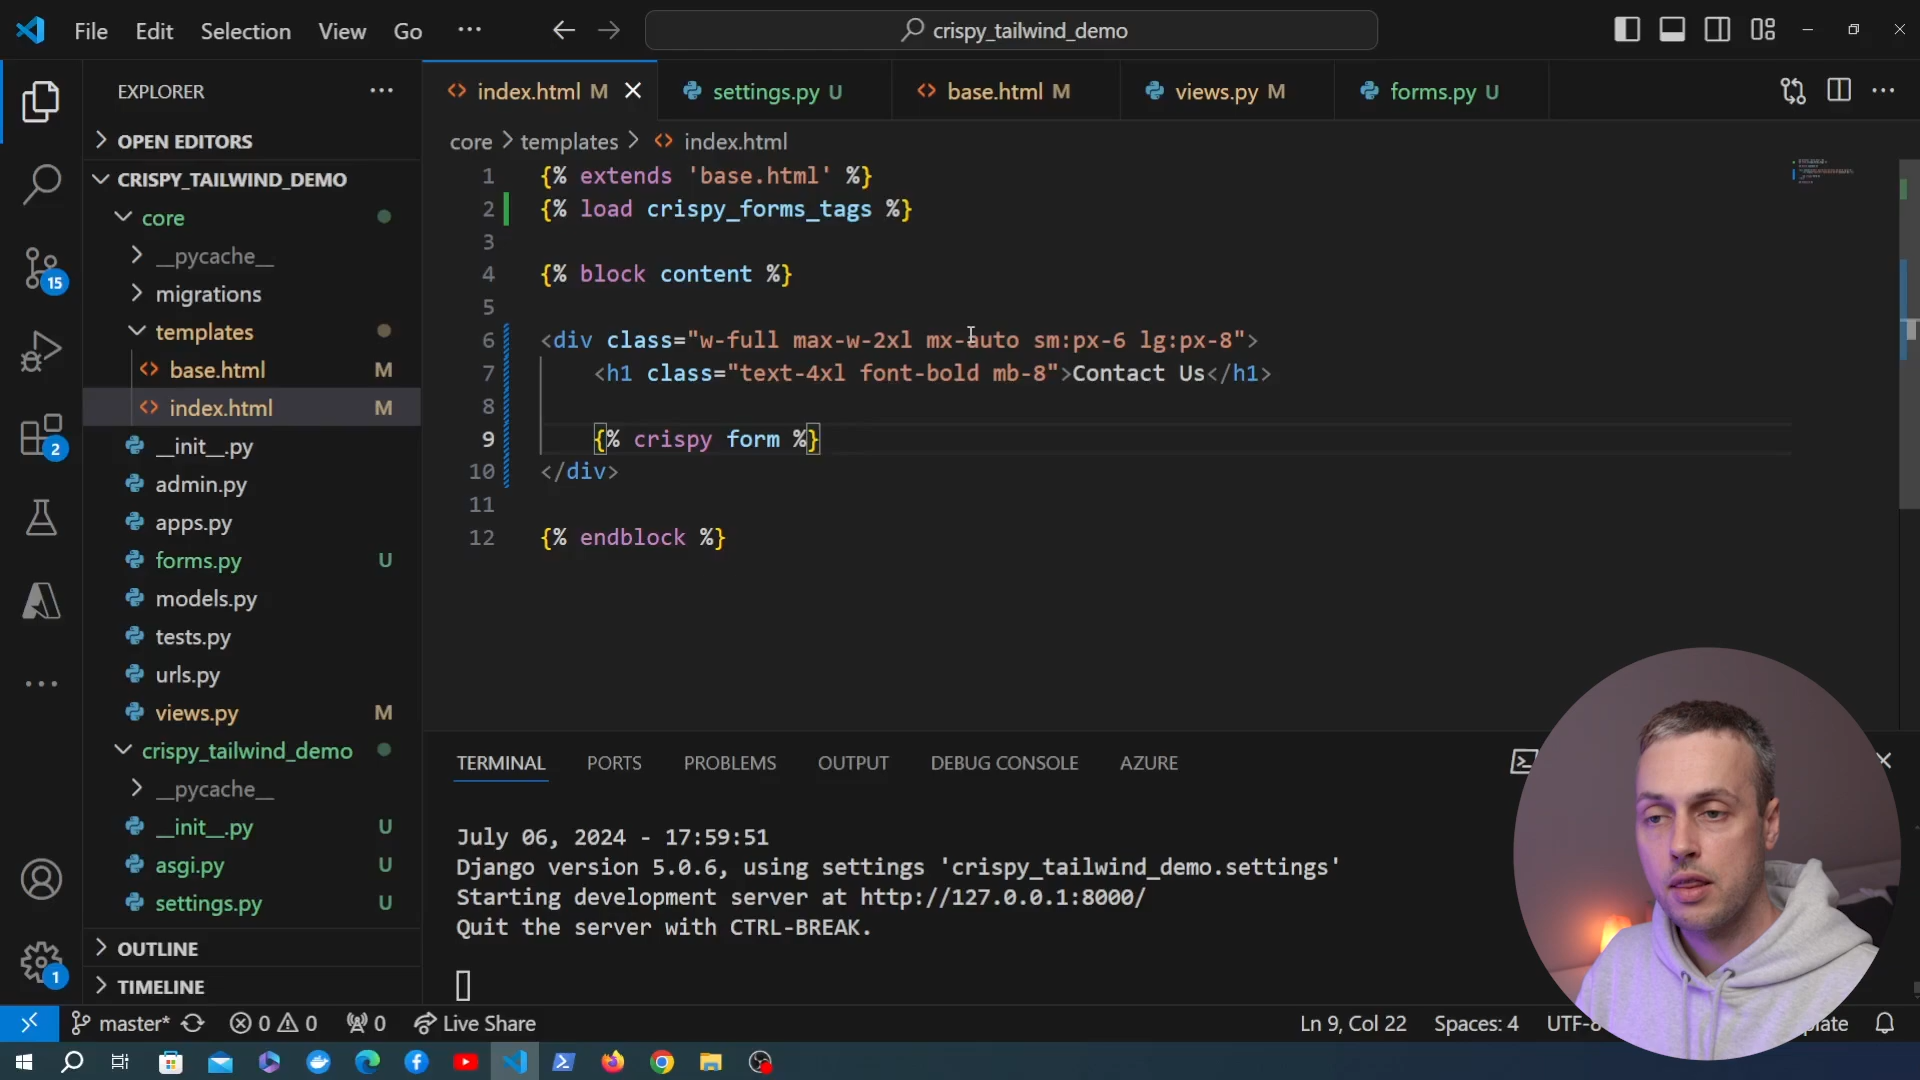 File Edit Selection View Go ··· crispy_tailwind_demo
EXPLORER ···
index.html M settings.py U base.html M views.py M forms.py U ···
OPEN EDITORS
core > templates > index.html
CRISPY_TAILWIND_DEMO
core
__pycache__
migrations
templates
base.html M
index.html M
__init__.py
admin.py
apps.py
forms.py U
models.py
tests.py
urls.py
views.py M
crispy_tailwind_demo
__pycache__
__init__.py U
asgi.py U
settings.py U
OUTLINE
TIMELINE
15
2
1
1 {% extends 'base.html' %}
2 {% load crispy_forms_tags %}
3
4 {% block content %}
5
6 <div class="w-full max-w-2xl mx-auto sm:px-6 lg:px-8">
7 <h1 class="text-4xl font-bold mb-8">Contact Us</h1>
8
9 {% crispy form %}
10 </div>
11
12 {% endblock %}
TERMINAL PORTS PROBLEMS OUTPUT DEBUG CONSOLE AZURE
July 06, 2024 - 17:59:51
Django version 5.0.6, using settings 'crispy_tailwind_demo.settings'
Starting development server at http://127.0.0.1:8000/
Quit the server with CTRL-BREAK.
master* 0 0 0 Live Share Ln 9, Col 22 Spaces: 4